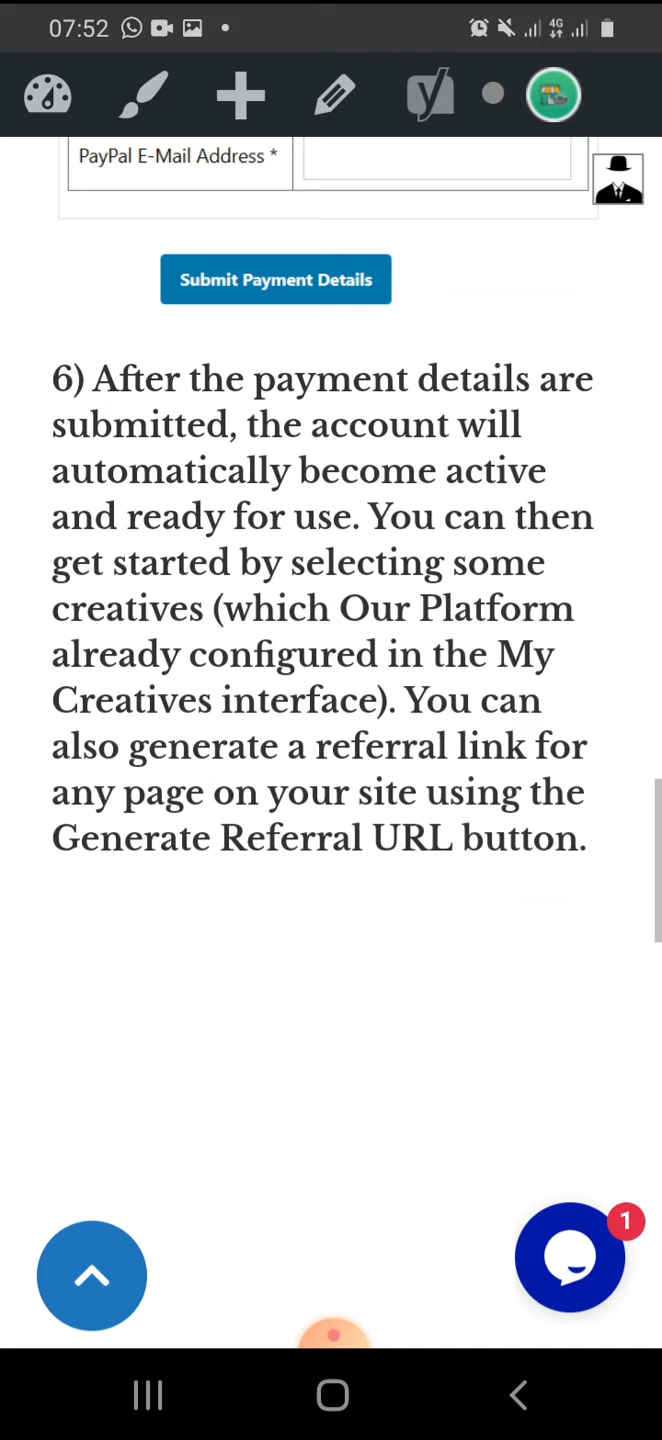 07:52
4G
PayPal E-Mail Address *
Submit Payment Details
6) After the payment details are
submitted, the account will
automatically become active
and ready for use. You can then
get started by selecting some
creatives (which Our Platform
already configured in the My
Creatives interface). You can
also generate a referral link for
any page on your site using the
Generate Referral URL button.
1